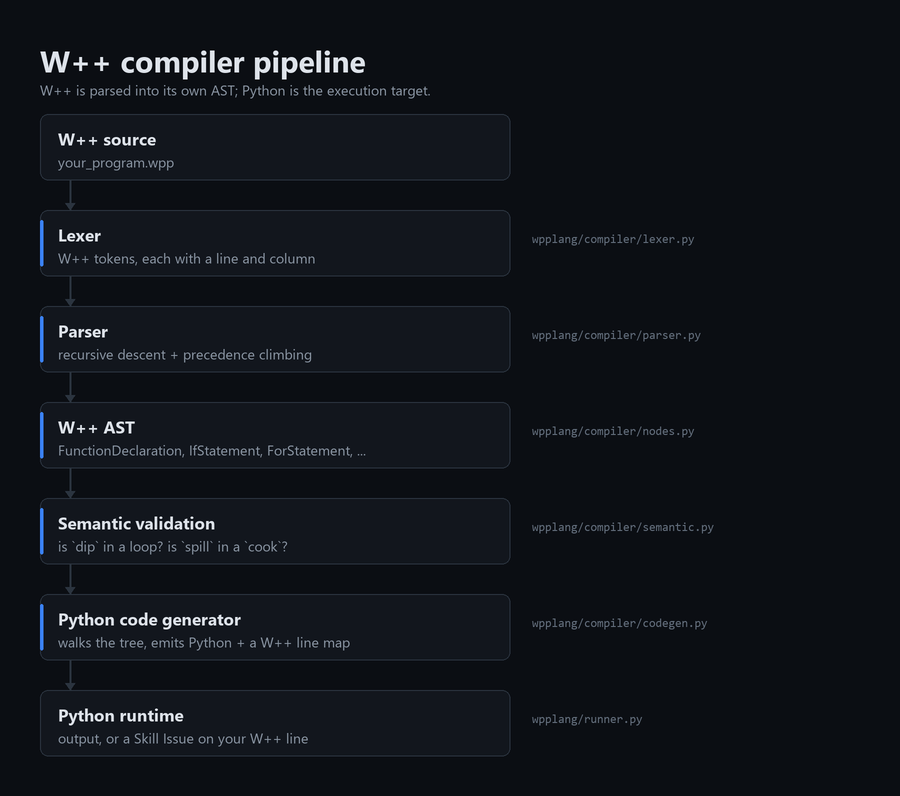 W++ compiler pipeline
W++ is parsed into its own AST; Python is the execution target.
W++ source
your_program.wpp
Lexer
W++ tokens, each with a line and column
wpplang/compiler/lexer.py
Parser
recursive descent + precedence climbing
wpplang/compiler/parser.py
W++ AST
FunctionDeclaration, IfStatement, ForStatement, ...
wpplang/compiler/nodes.py
Semantic validation
is `dip` in a loop? is `spill` in a `cook`?
wpplang/compiler/semantic.py
Python code generator
walks the tree, emits Python + a W++ line map
wpplang/compiler/codegen.py
Python runtime
output, or a Skill Issue on your W++ line
wpplang/runner.py